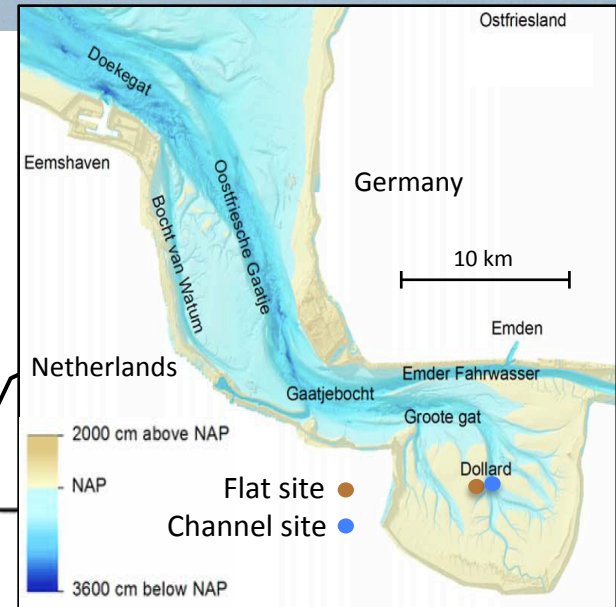 Ostfriesland
Doekegat
Eemshaven
Oostfriesche Gaatje
Germany
Bocht van Watum
10 km
Emden
Netherlands
Emder Fahrwasser
Gaatjebocht
Groote gat
2000 cm above NAP
Dollard
NAP
Flat site
Channel site
3600 cm below NAP